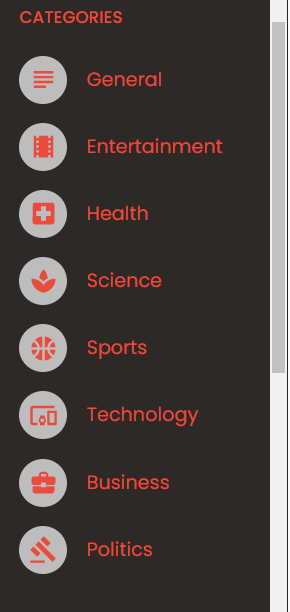 CATEGORIES
General
Entertainment
Health
Science
Sports
Technology
Business
Politics